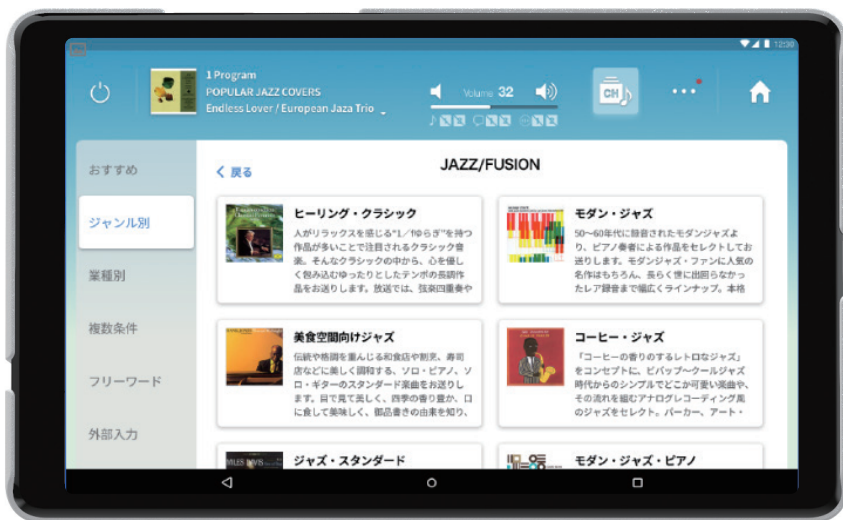 12:30
1 Program
POPULAR JAZZ COVERS
Endless Lover / European Jaza Trio
Volume 32
CH
おすすめ
ジャンル別
業種別
複数条件
フリーワード
外部入力
戻る
JAZZ/FUSION
ヒーリング・クラシック
人がリラックスを感じる"1/fゆらぎ"を持つ
作品が多いことで注目されるクラシック音
楽。そんなクラシックの中から、心を優し
く包み込むゆったりとしたテンポの長調作
品をお送りします。放送では、弦楽四重奏や
モダン・ジャズ
50〜60年代に録音されたモダンジャズよ
り、ピアノ奏者による作品をセレクトしてお
送りします。モダンジャズ・ファンに人気の
名作はもちろん、長らく世に出回らなかっ
たレア録音まで幅広くラインナップ。本格
美食空間向けジャズ
伝統や格調を重んじる和食店や割烹、寿司
店などに美しく調和する、ソロ・ピアノ、ソ
ロ・ギターのスタンダード楽曲をお送りし
ます。目で見て美しく、四季の香り豊か、口
に食して美味しく、御品書きの由来を知り、
コーヒー・ジャズ
「コーヒーの香りのするレトロなジャズ」
をコンセプトに、ビバップ〜クールジャズ
時代からのシンプルでどこか可愛い楽曲や、
その流れを組むアナログレコーディング風
のジャズをセレクト。パーカー、アート・
ジャズ・スタンダード
モダン・ジャズ・ピアノ